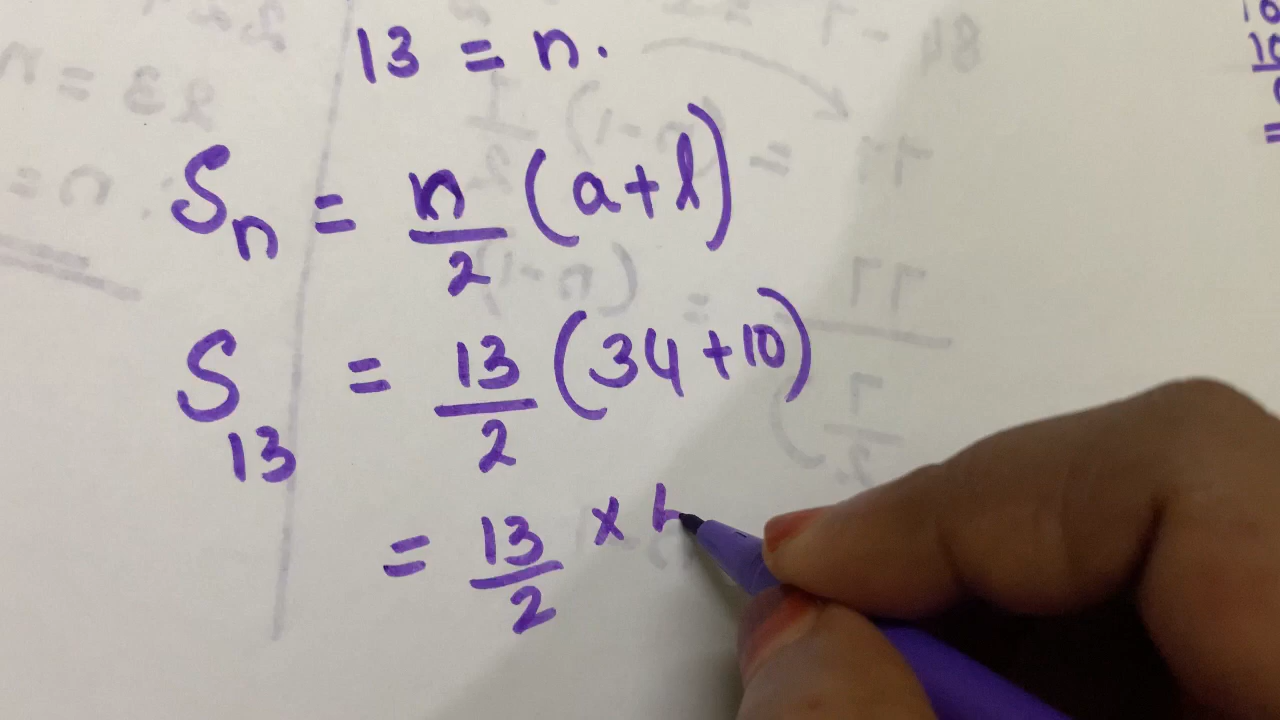 13 = n.
Sn = n/2 (a+l)
S13 = 13/2 (34+10)
= 13/2 ×